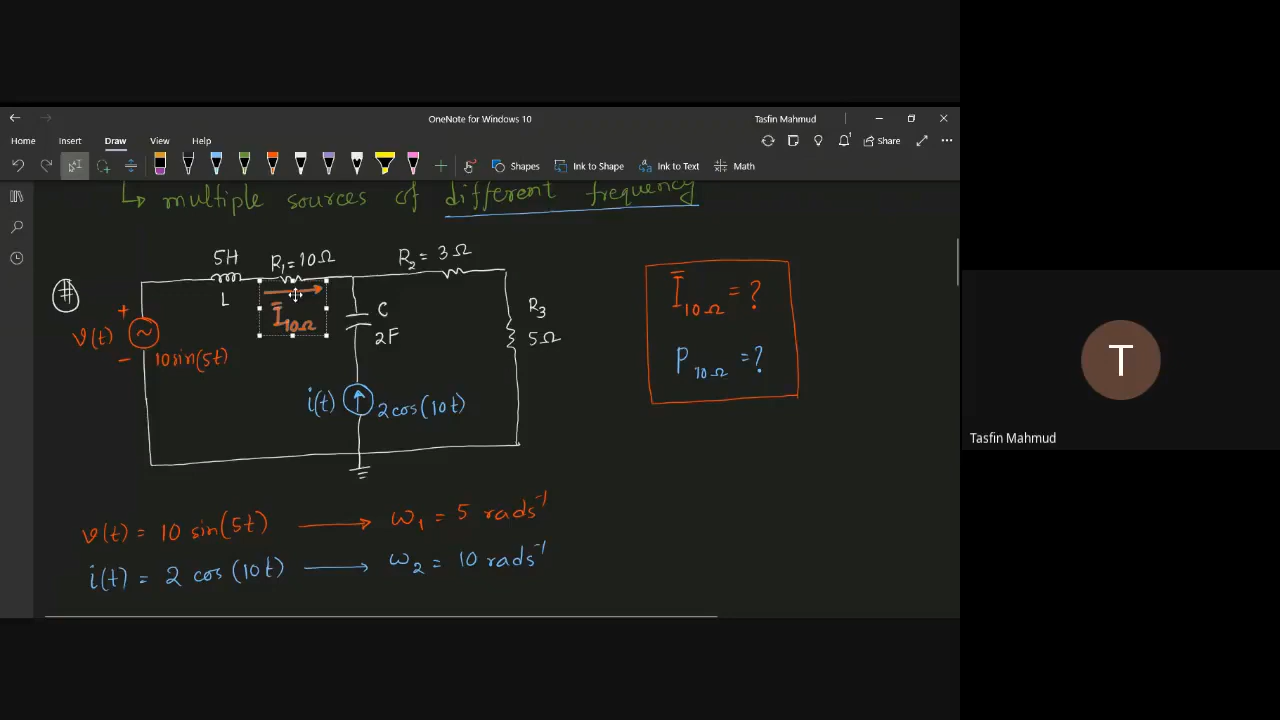 OneNote for Windows 10
Tasfin Mahmud
Home Insert Draw View Help
Share
Shapes Ink to Shape Ink to Text Math
↳ multiple sources of different frequency
#
5H
L
R₁=10Ω
R₂= 3Ω
I̅₁₀Ω
C
2F
R₃
5Ω
+
v(t)
~
−
10sin(5t)
i(t)
2cos(10t)
I̅₁₀Ω = ?
P₁₀Ω = ?
v(t) = 10 sin(5t) ⟶ ω₁ = 5 rads⁻¹
i(t) = 2 cos(10t) ⟶ ω₂ = 10 rads⁻¹
T
Tasfin Mahmud